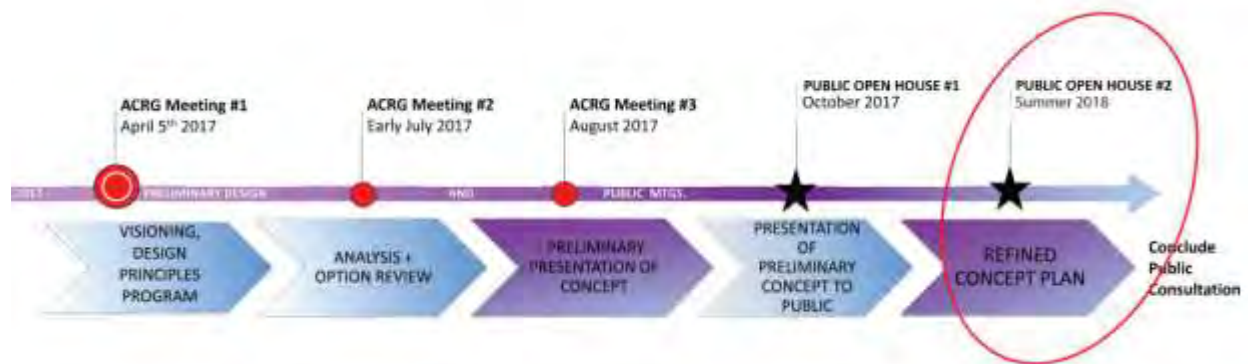 ACRG Meeting #1
April 5th 2017
ACRG Meeting #2
Early July 2017
ACRG Meeting #3
August 2017
PUBLIC OPEN HOUSE #1
October 2017
PUBLIC OPEN HOUSE #2
Summer 2018
2017 PRELIMINARY DESIGN AND PUBLIC MTGS.
VISIONING,
DESIGN
PRINCIPLES
PROGRAM
ANALYSIS +
OPTION REVIEW
PRELIMINARY
PRESENTATION OF
CONCEPT
PRESENTATION
OF
PRELIMINARY
CONCEPT TO
PUBLIC
REFINED
CONCEPT PLAN
Conclude
Public
Consultation